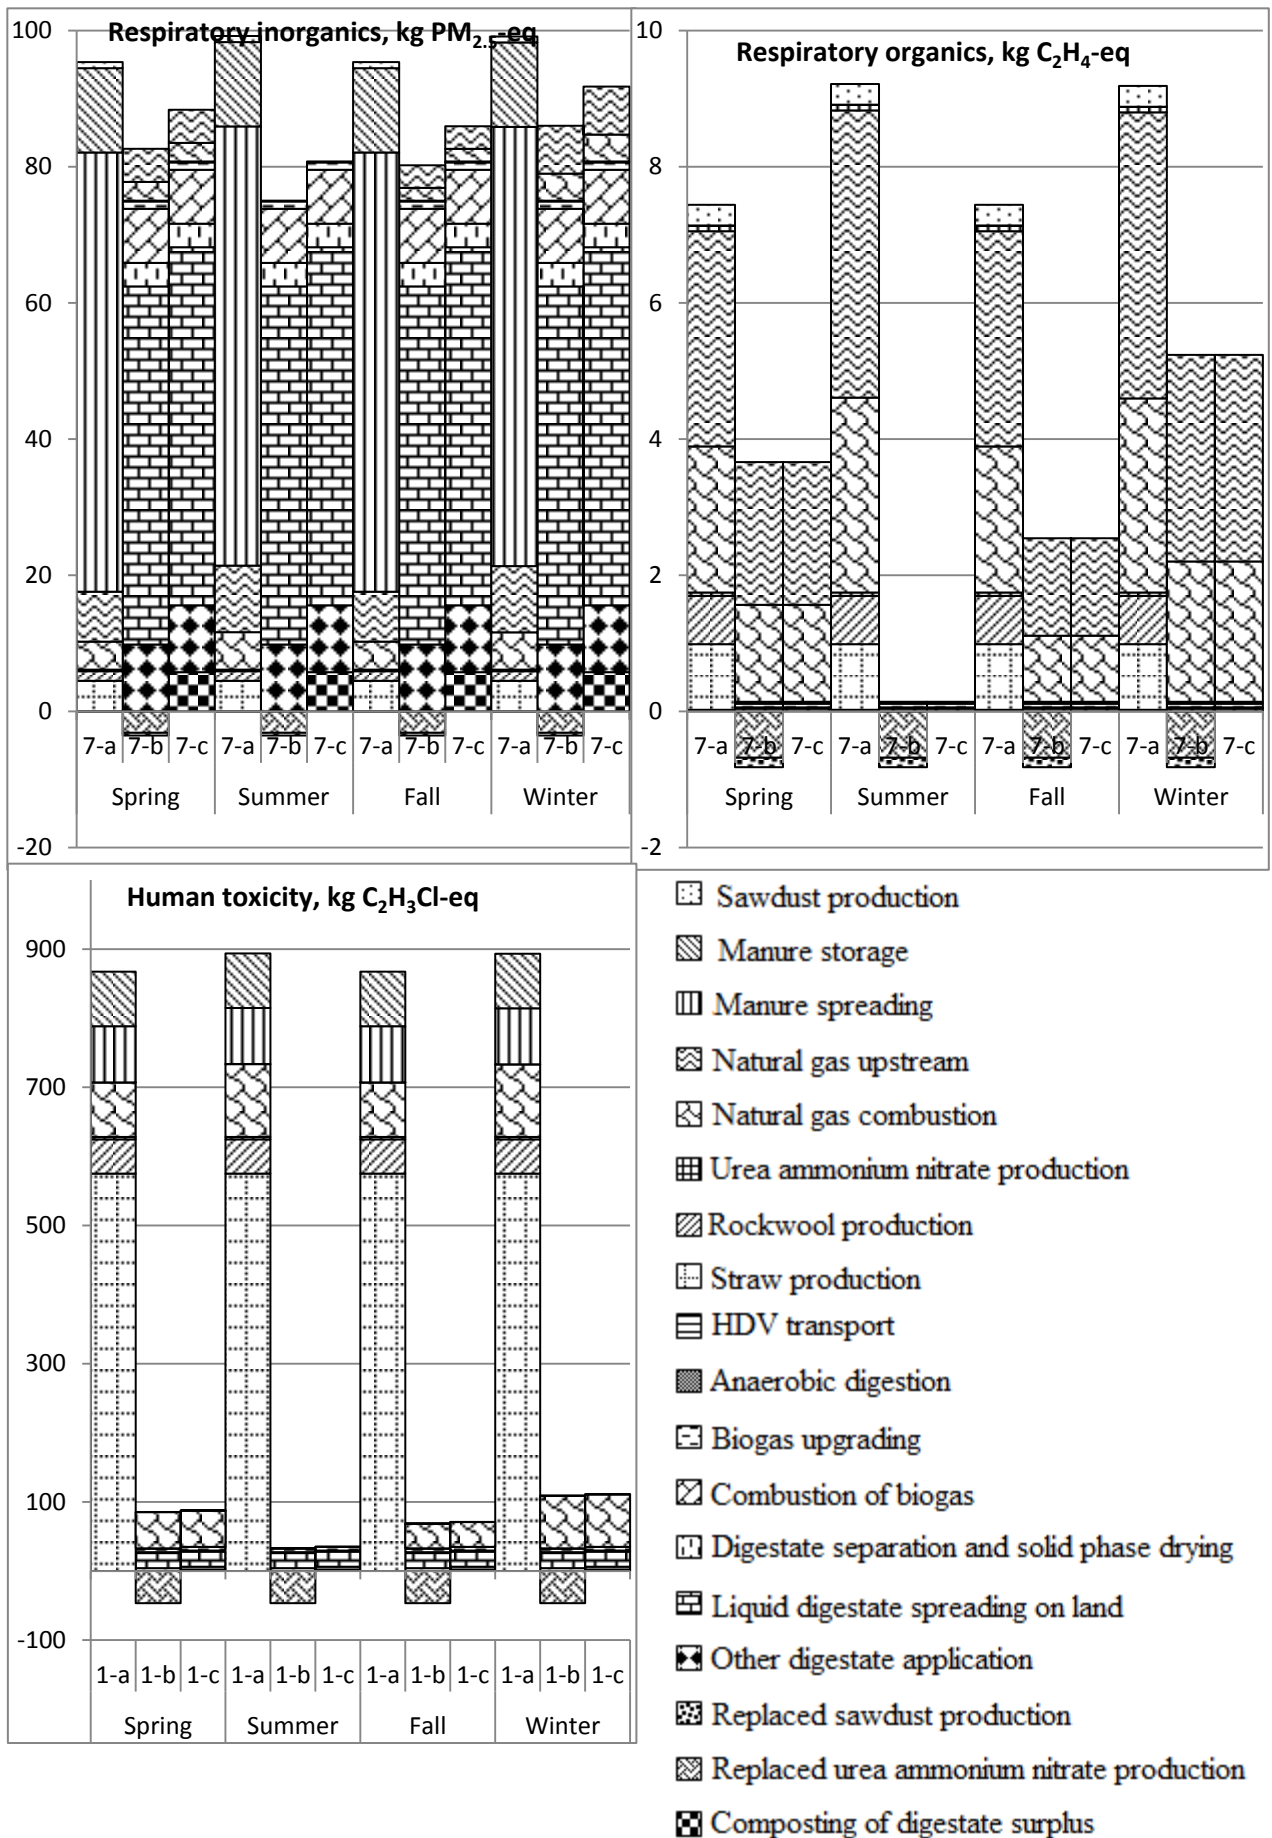 Respiratory inorganics, kg PM2.5-eq
100
80
60
40
20
0
-20
7-a 7-b 7-c 7-a 7-b 7-c 7-a 7-b 7-c 7-a 7-b 7-c
Spring Summer Fall Winter
Respiratory organics, kg C2H4-eq
10
8
6
4
2
0
-2
7-a 7-b 7-c 7-a 7-b 7-c 7-a 7-b 7-c 7-a 7-b 7-c
Spring Summer Fall Winter
Human toxicity, kg C2H3Cl-eq
900
700
500
300
100
-100
1-a 1-b 1-c 1-a 1-b 1-c 1-a 1-b 1-c 1-a 1-b 1-c
Spring Summer Fall Winter
Sawdust production
Manure storage
Manure spreading
Natural gas upstream
Natural gas combustion
Urea ammonium nitrate production
Rockwool production
Straw production
HDV transport
Anaerobic digestion
Biogas upgrading
Combustion of biogas
Digestate separation and solid phase drying
Liquid digestate spreading on land
Other digestate application
Replaced sawdust production
Replaced urea ammonium nitrate production
Composting of digestate surplus